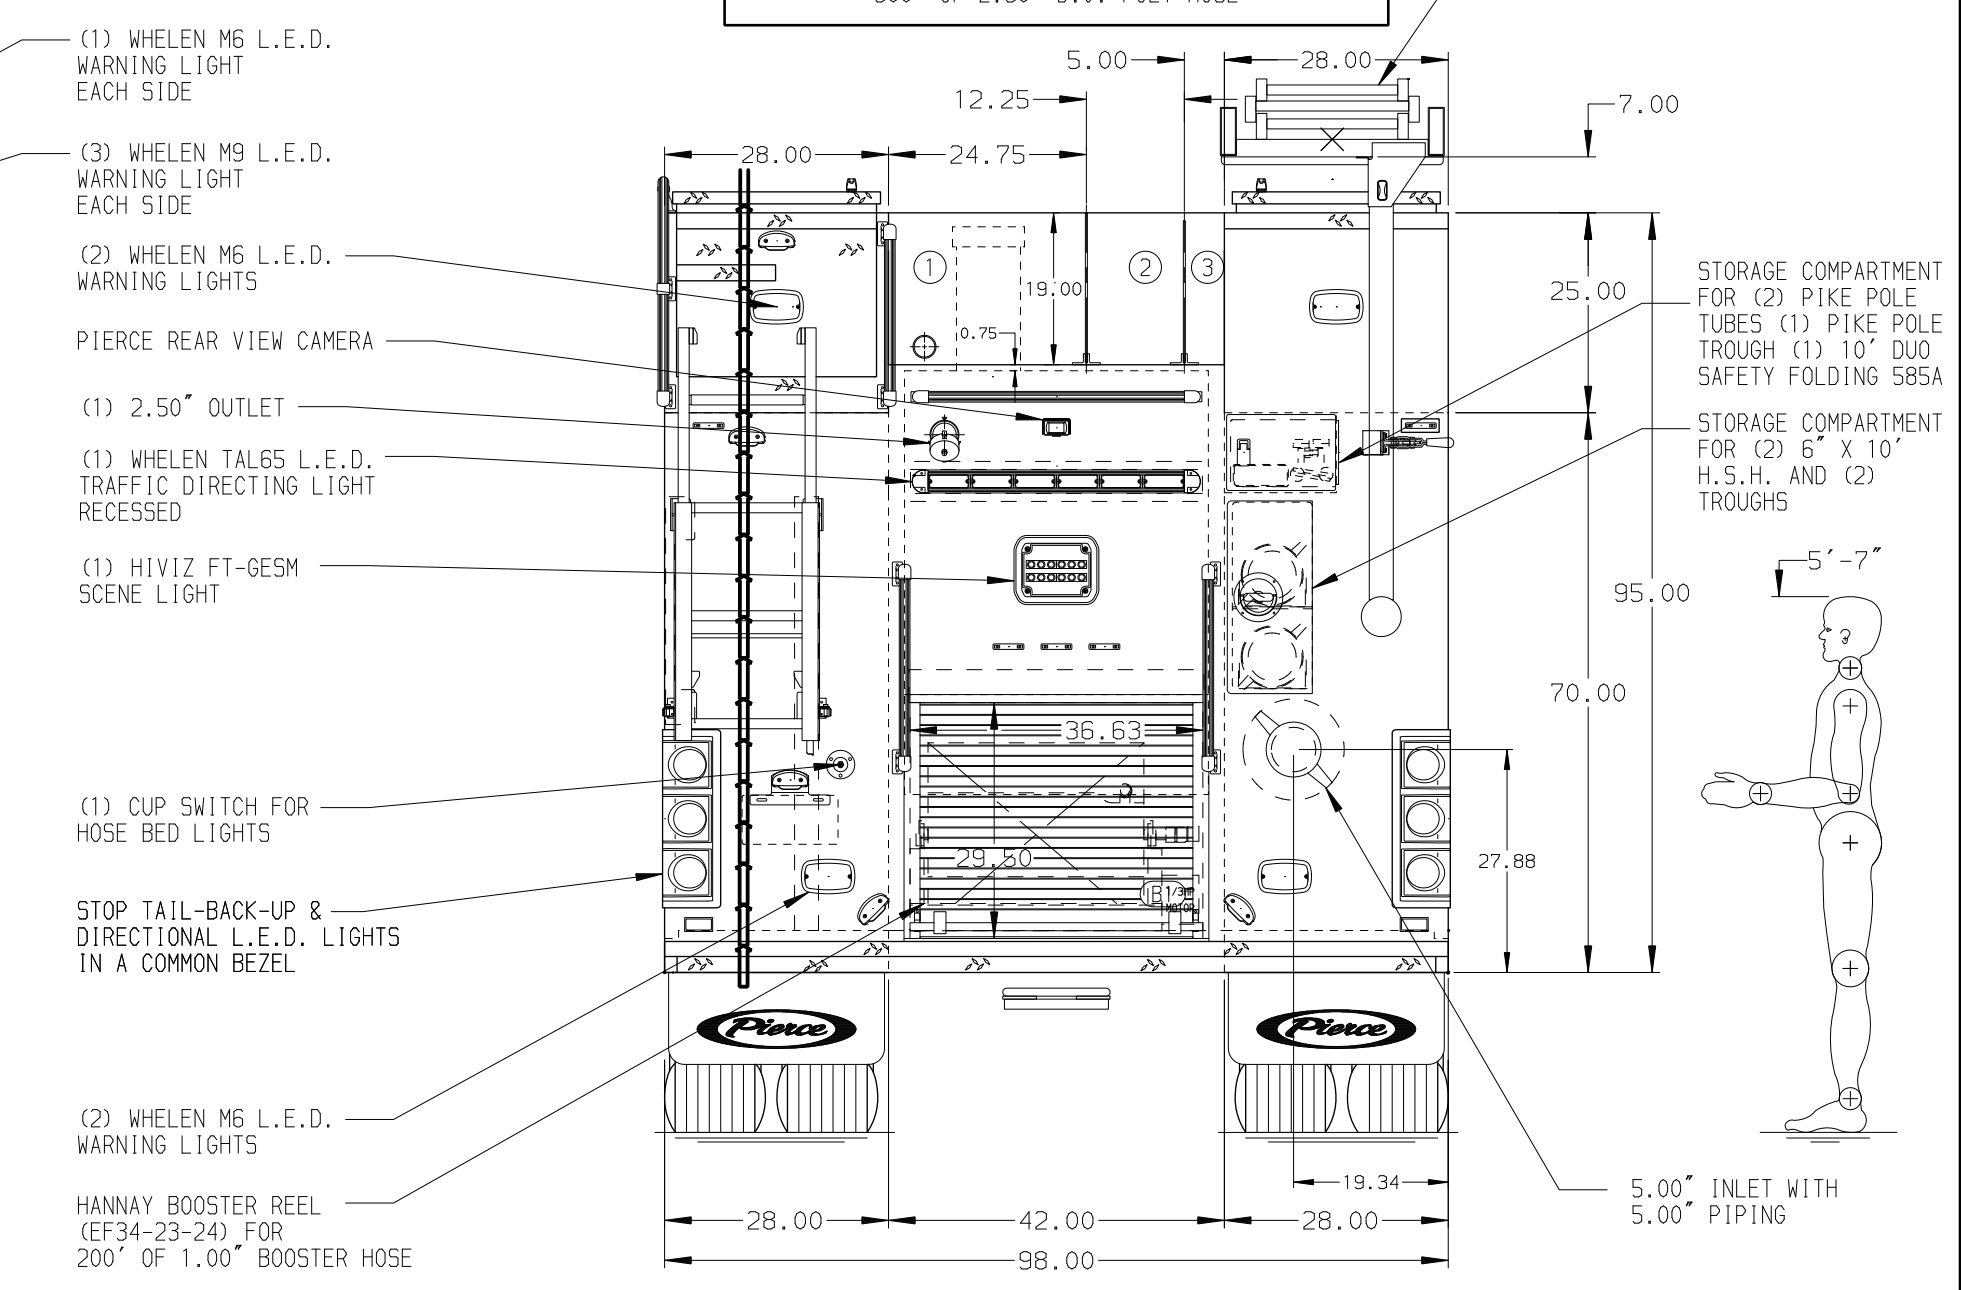 (1) WHELEN M6 L.E.D.
WARNING LIGHT
EACH SIDE
(3) WHELEN M9 L.E.D.
WARNING LIGHT
EACH SIDE
(2) WHELEN M6 L.E.D.
WARNING LIGHTS
PIERCE REAR VIEW CAMERA
(1) 2.50" OUTLET
(1) WHELEN TAL65 L.E.D.
TRAFFIC DIRECTING LIGHT
RECESSED
(1) HIVIZ FT-GESM
SCENE LIGHT
(1) CUP SWITCH FOR
HOSE BED LIGHTS
STOP TAIL-BACK-UP &
DIRECTIONAL L.E.D. LIGHTS
IN A COMMON BEZEL
(2) WHELEN M6 L.E.D.
WARNING LIGHTS
HANNAY BOOSTER REEL
(EF34-23-24) FOR
200' OF 1.00" BOOSTER HOSE
5.00
28.00
12.25
7.00
28.00
24.75
1
2
3
19.00
0.75
25.00
95.00
70.00
36.63
29.50
B
1/3HP
MOTOR
27.88
Pierce
Pierce
19.34
28.00
42.00
28.00
98.00
STORAGE COMPARTMENT
FOR (2) PIKE POLE
TUBES (1) PIKE POLE
TROUGH (1) 10' DUO
SAFETY FOLDING 585A
STORAGE COMPARTMENT
FOR (2) 6" X 10'
H.S.H. AND (2)
TROUGHS
5'-7"
5.00" INLET WITH
5.00" PIPING